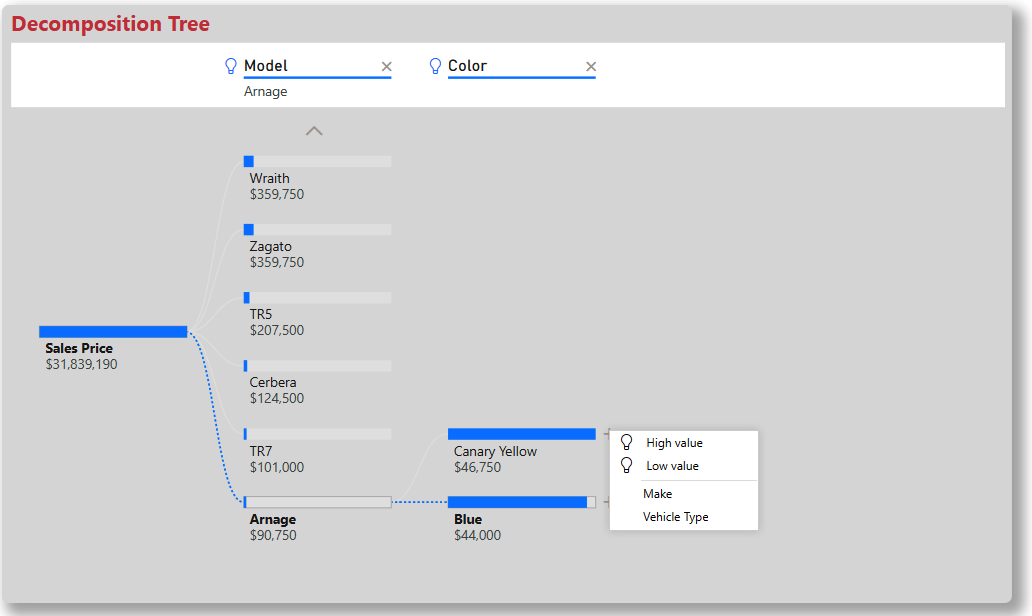 Decomposition Tree
Model
Color
Arnage
Wraith
$359,750
Zagato
$359,750
TR5
$207,500
Sales Price
$31,839,190
Cerbera
$124,500
TR7
$101,000
Canary Yellow
$46,750
High value
Low value
Make
Vehicle Type
Arnage
$90,750
Blue
$44,000